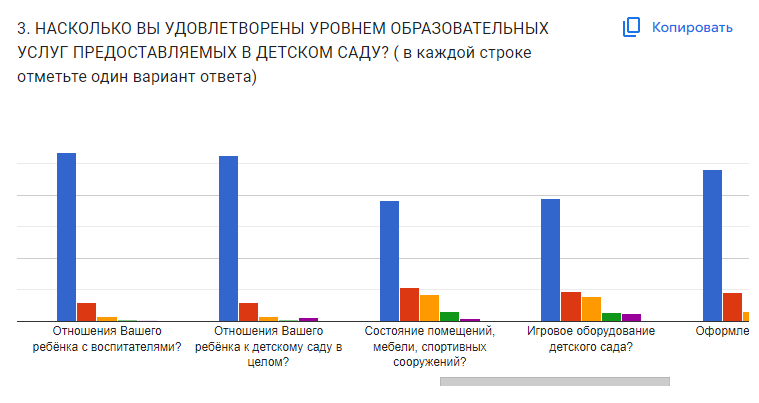 3. НАСКОЛЬКО ВЫ УДОВЛЕТВОРЕНЫ УРОВНЕМ ОБРАЗОВАТЕЛЬНЫХ
УСЛУГ ПРЕДОСТАВЛЯЕМЫХ В ДЕТСКОМ САДУ? ( в каждой строке
отметьте один вариант ответа)
Копировать
Отношения Вашего
ребёнка с воспитателями?
Отношения Вашего
ребёнка к детскому саду в
целом?
Состояние помещений,
мебели, спортивных
сооружений?
Игровое оборудование
детского сада?
Оформле